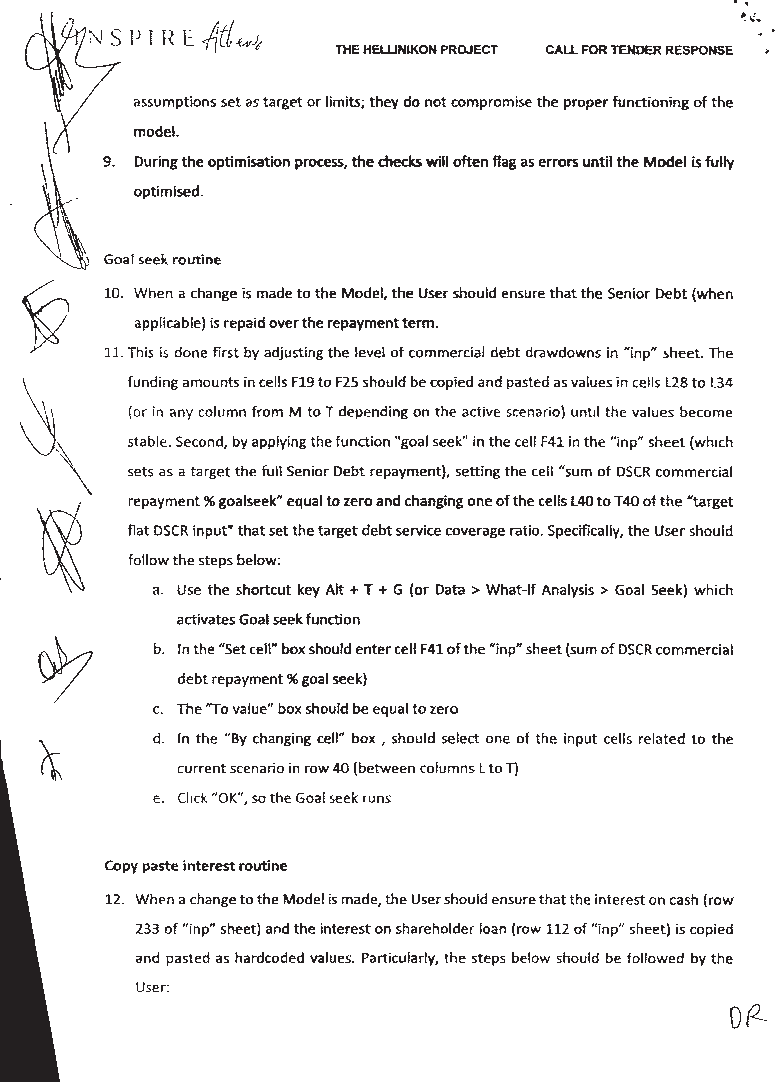 INSPIRE Athens
THE HELLINIKON PROJECT CALL FOR TENDER RESPONSE
assumptions set as target or limits; they do not compromise the proper functioning of the
model.
9. During the optimisation process, the checks will often flag as errors until the Model is fully
optimised.
Goal seek routine
10. When a change is made to the Model, the User should ensure that the Senior Debt (when
applicable) is repaid over the repayment term.
11. This is done first by adjusting the level of commercial debt drawdowns in "inp" sheet. The
funding amounts in cells F19 to F25 should be copied and pasted as values in cells L28 to L34
(or in any column from M to T depending on the active scenario) until the values become
stable. Second, by applying the function "goal seek" in the cell F41 in the "inp" sheet (which
sets as a target the full Senior Debt repayment), setting the cell "sum of DSCR commercial
repayment % goalseek" equal to zero and changing one of the cells L40 to T40 of the "target
flat DSCR input" that set the target debt service coverage ratio. Specifically, the User should
follow the steps below:
a. Use the shortcut key Alt + T + G (or Data > What-If Analysis > Goal Seek) which
activates Goal seek function
b. In the "Set cell" box should enter cell F41 of the "inp" sheet (sum of DSCR commercial
debt repayment % goal seek)
c. The "To value" box should be equal to zero
d. In the "By changing cell" box , should select one of the input cells related to the
current scenario in row 40 (between columns L to T)
e. Click "OK", so the Goal seek runs
Copy paste interest routine
12. When a change to the Model is made, the User should ensure that the interest on cash (row
233 of "inp" sheet) and the interest on shareholder loan (row 112 of "inp" sheet) is copied
and pasted as hardcoded values. Particularly, the steps below should be followed by the
User:
DR